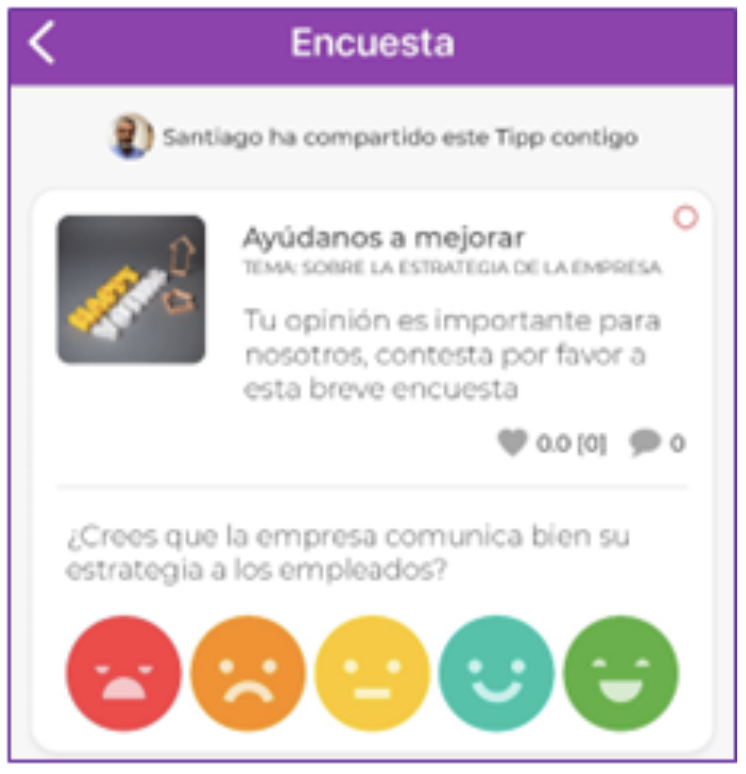 Encuesta
Santiago ha compartido este Tipp contigo
Ayúdanos a mejorar
TEMA: SOBRE LA ESTRATEGIA DE LA EMPRESA
Tu opinión es importante para
nosotros, contesta por favor a
esta breve encuesta
HAPPY
VOTING
0.0 [0] 0
¿Crees que la empresa comunica bien su
estrategia a los empleados?